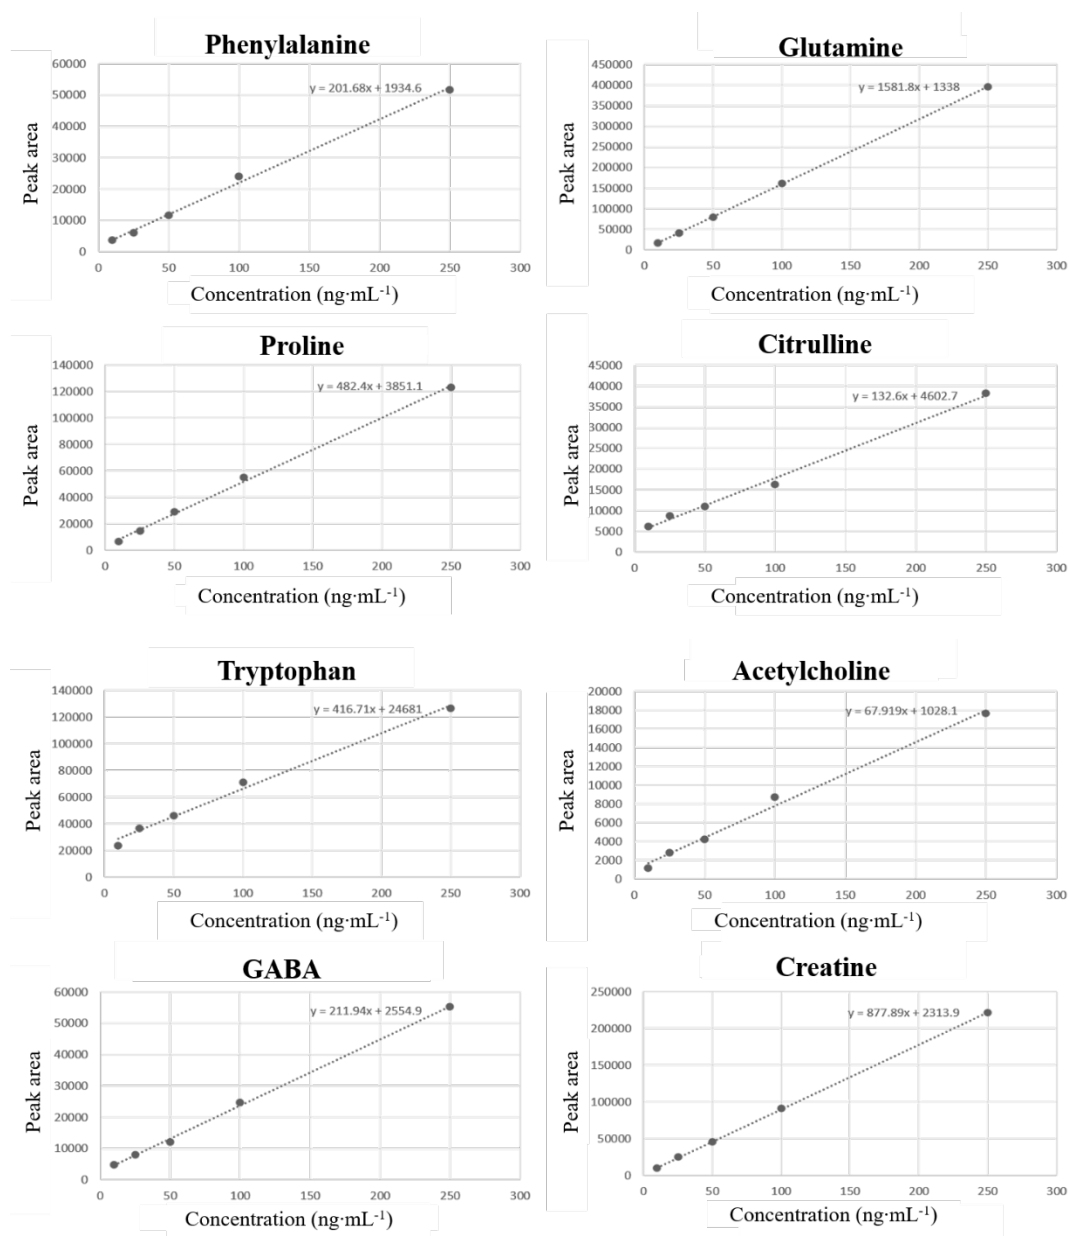 Phenylalanine
60000
50000
40000
30000
20000
10000
0
y = 201.68x + 1934.6
0 50 100 150 200 250 300
Peak area
Concentration (ng·mL⁻¹)
Glutamine
450000
400000
350000
300000
250000
200000
150000
100000
50000
0
y = 1581.8x + 1338
0 50 100 150 200 250 300
Peak area
Concentration (ng·mL⁻¹)
Proline
140000
120000
100000
80000
60000
40000
20000
0
y = 482.4x + 3851.1
0 50 100 150 200 250 300
Peak area
Concentration (ng·mL⁻¹)
Citrulline
45000
40000
35000
30000
25000
20000
15000
10000
5000
0
y = 132.6x + 4602.7
0 50 100 150 200 250 300
Peak area
Concentration (ng·mL⁻¹)
Tryptophan
140000
120000
100000
80000
60000
40000
20000
0
y = 416.71x + 24681
0 50 100 150 200 250 300
Peak area
Concentration (ng·mL⁻¹)
Acetylcholine
20000
18000
16000
14000
12000
10000
8000
6000
4000
2000
0
y = 67.919x + 1028.1
0 50 100 150 200 250 300
Peak area
Concentration (ng·mL⁻¹)
GABA
60000
50000
40000
30000
20000
10000
0
y = 211.94x + 2554.9
0 50 100 150 200 250 300
Peak area
Concentration (ng·mL⁻¹)
Creatine
250000
200000
150000
100000
50000
0
y = 877.89x + 2313.9
0 50 100 150 200 250 300
Peak area
Concentration (ng·mL⁻¹)